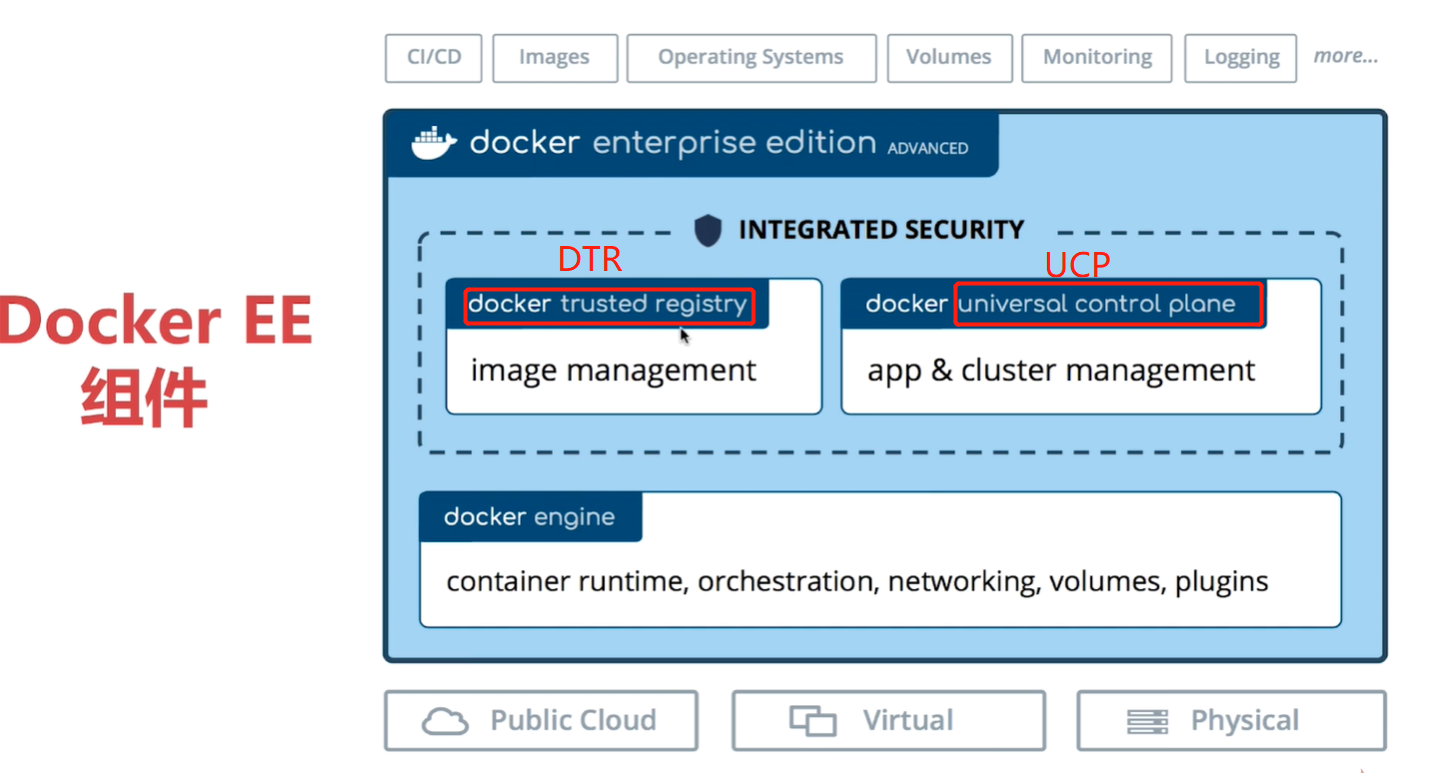 CI/CD Images Operating Systems Volumes Monitoring Logging more...
docker enterprise edition ADVANCED
INTEGRATED SECURITY
DTR
UCP
docker trusted registry
docker universal control plane
image management
app & cluster management
Docker EE
组件
docker engine
container runtime, orchestration, networking, volumes, plugins
Public Cloud Virtual Physical